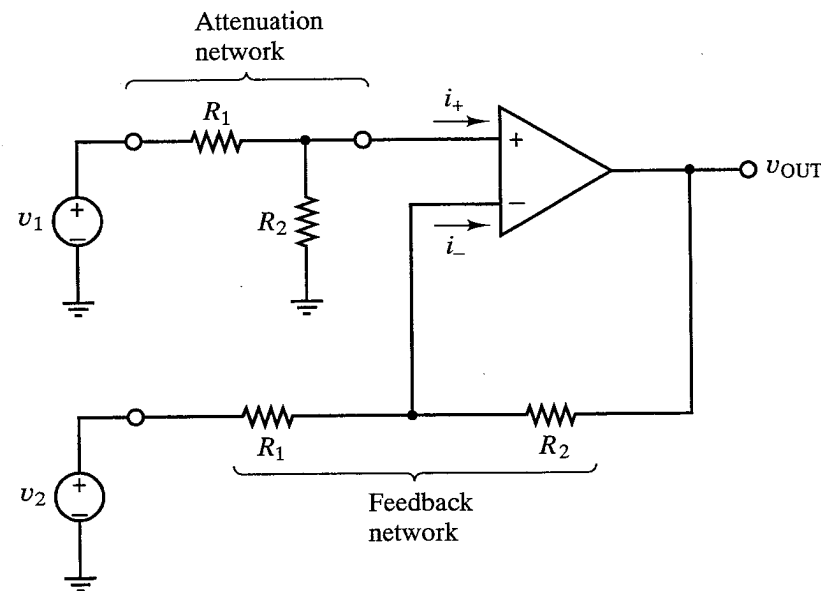 Attenuation
network
R1
i+
+
vOUT
v1
+
−
R2
−
i−
R1
R2
v2
+
−
Feedback
network